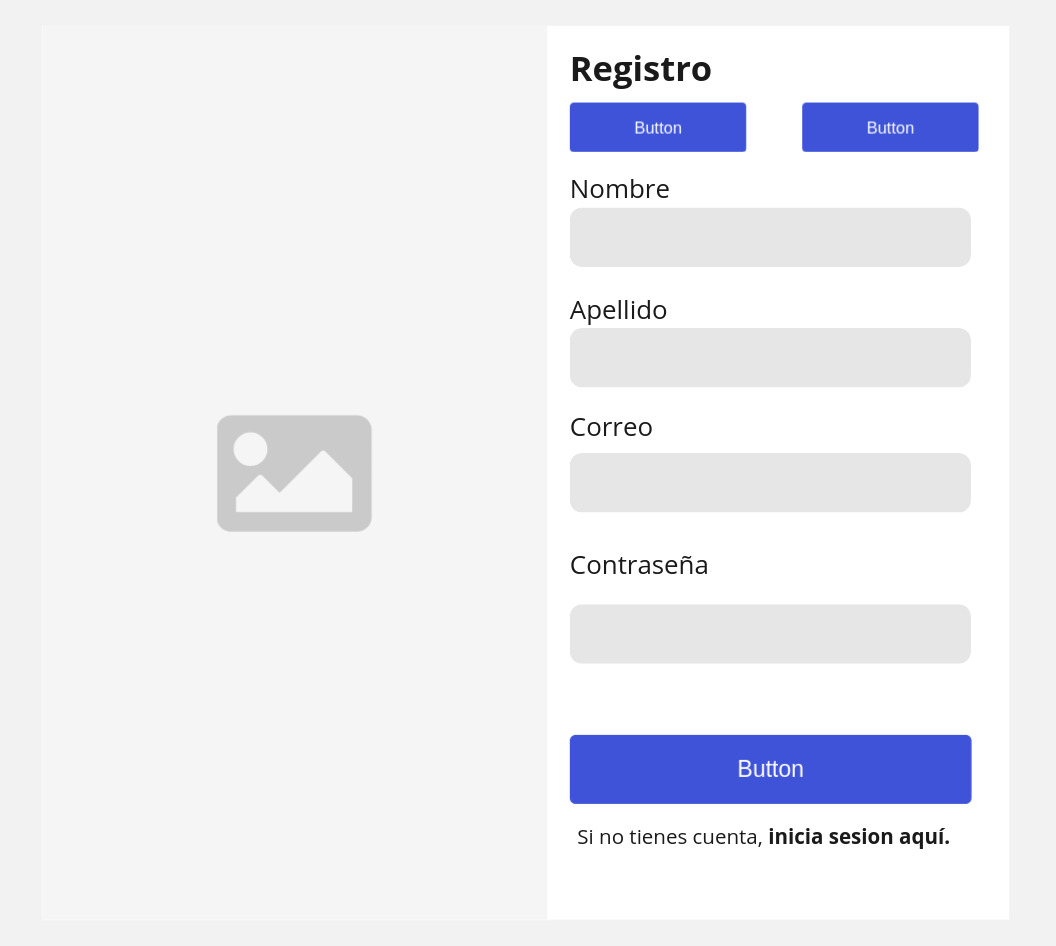 Registro
Button Button
Nombre
Apellido
Correo
Contraseña
Button
Si no tienes cuenta, inicia sesion aquí.